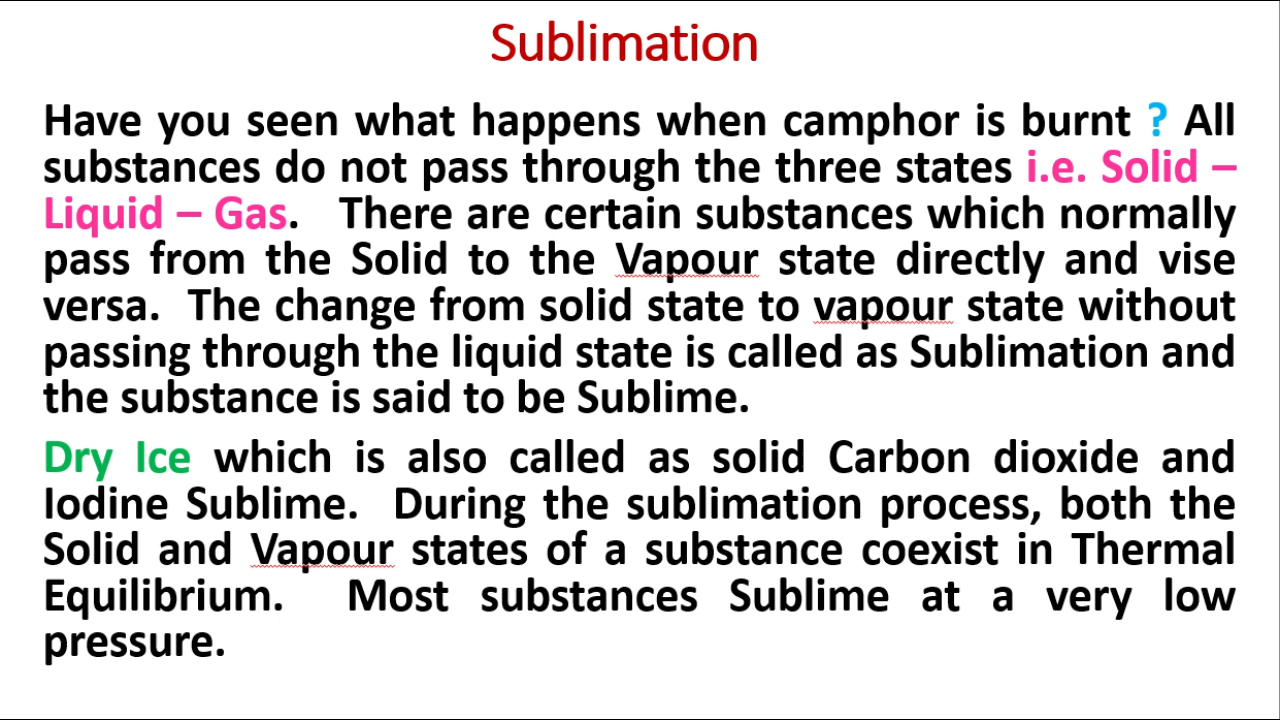 Sublimation
Have you seen what happens when camphor is burnt ? All
substances do not pass through the three states i.e. Solid –
Liquid – Gas.   There are certain substances which normally
pass from the Solid to the Vapour state directly and vise
versa.  The change from solid state to vapour state without
passing through the liquid state is called as Sublimation and
the substance is said to be Sublime.
Dry Ice which is also called as solid Carbon dioxide and
Iodine Sublime.  During the sublimation process, both the
Solid and Vapour states of a substance coexist in Thermal
Equilibrium.   Most substances Sublime at a very low
pressure.